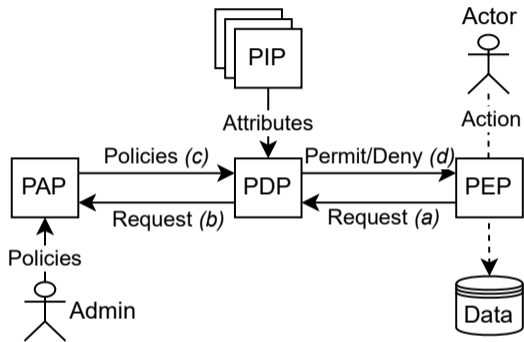 Actor
PIP
Action
Attributes
Policies (c)
Permit/Deny (d)
PAP
PDP
PEP
Request (b)
Request (a)
Policies
Admin
Data